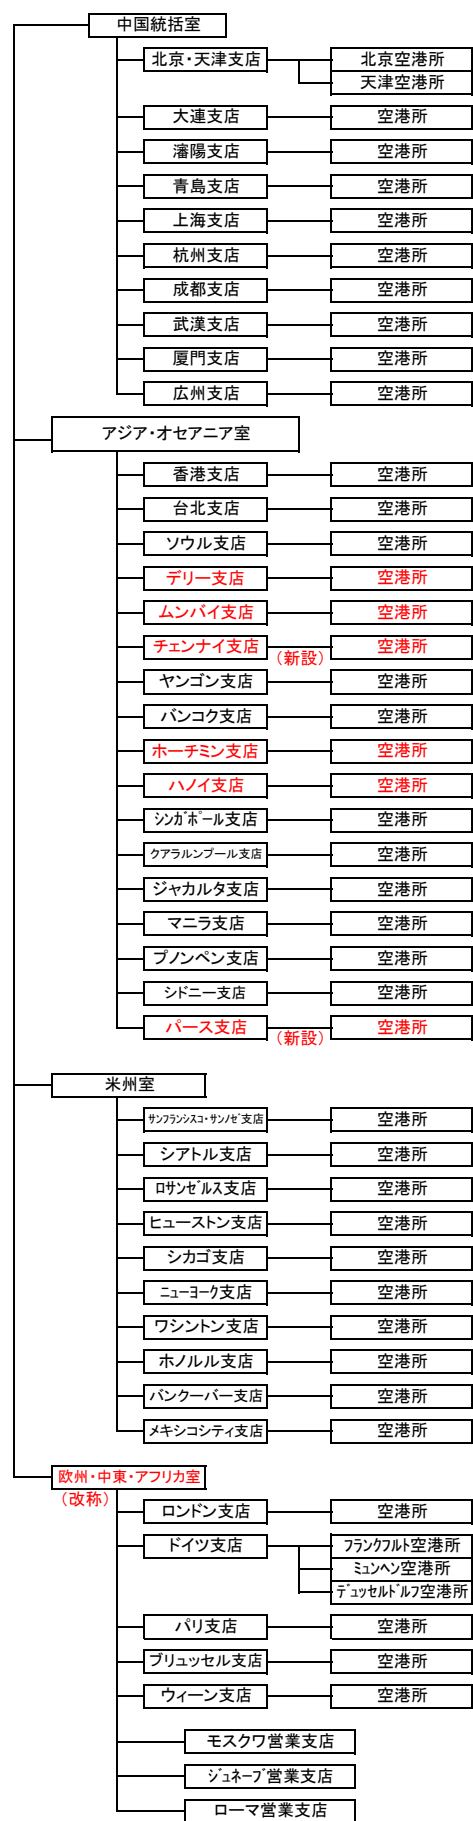 中国統括室
北京・天津支店 北京空港所
天津空港所
大連支店 空港所
瀋陽支店 空港所
青島支店 空港所
上海支店 空港所
杭州支店 空港所
成都支店 空港所
武漢支店 空港所
厦門支店 空港所
広州支店 空港所
アジア・オセアニア室
香港支店 空港所
台北支店 空港所
ソウル支店 空港所
デリー支店 空港所
ムンバイ支店 空港所
チェンナイ支店 空港所
（新設）
ヤンゴン支店 空港所
バンコク支店 空港所
ホーチミン支店 空港所
ハノイ支店 空港所
シンガポール支店 空港所
クアラルンプール支店 空港所
ジャカルタ支店 空港所
マニラ支店 空港所
プノンペン支店 空港所
シドニー支店 空港所
パース支店 空港所
（新設）
米州室
サンフランシスコ・サンノゼ支店 空港所
シアトル支店 空港所
ロサンゼルス支店 空港所
ヒューストン支店 空港所
シカゴ支店 空港所
ニューヨーク支店 空港所
ワシントン支店 空港所
ホノルル支店 空港所
バンクーバー支店 空港所
メキシコシティ支店 空港所
欧州・中東・アフリカ室
（改称）
ロンドン支店 空港所
ドイツ支店 フランクフルト空港所
ミュンヘン空港所
デュッセルドルフ空港所
パリ支店 空港所
ブリュッセル支店 空港所
ウィーン支店 空港所
モスクワ営業支店
ジュネーブ営業支店
ローマ営業支店